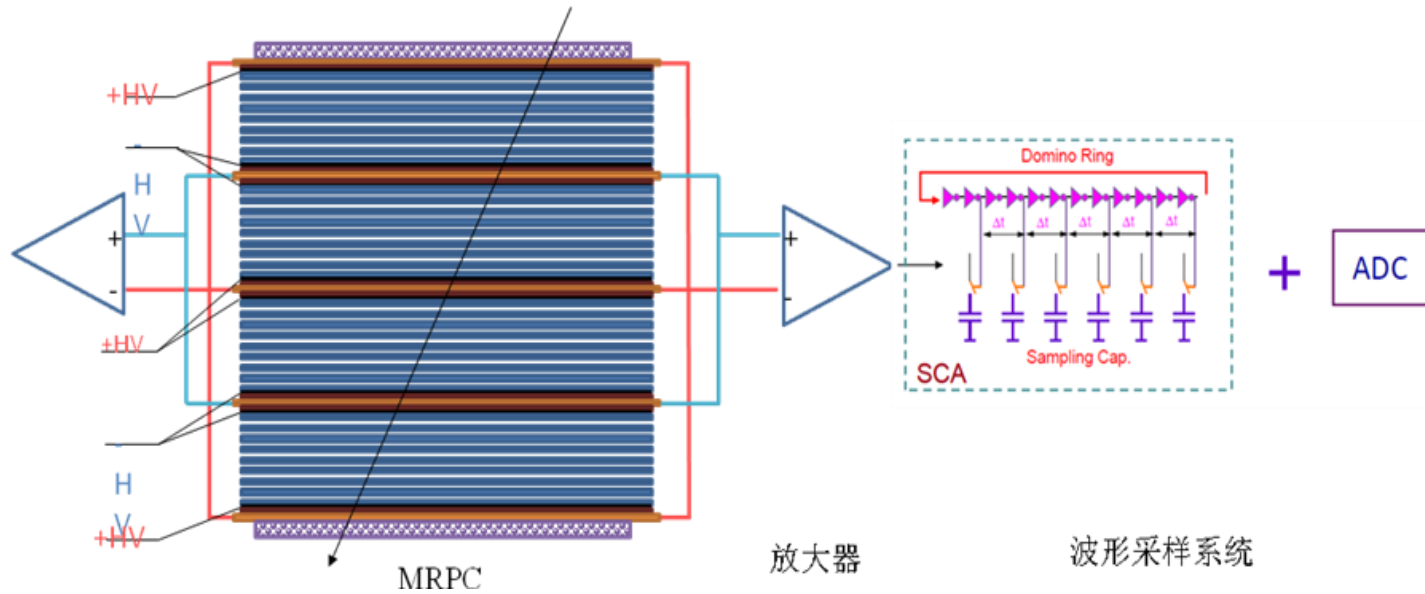 +HV
-
H
V
+
-
±HV
-
H
V
+HV
MRPC
+
-
放大器
Domino Ring
Δt Δt Δt Δt Δt
Sampling Cap.
SCA
+
ADC
波形采样系统